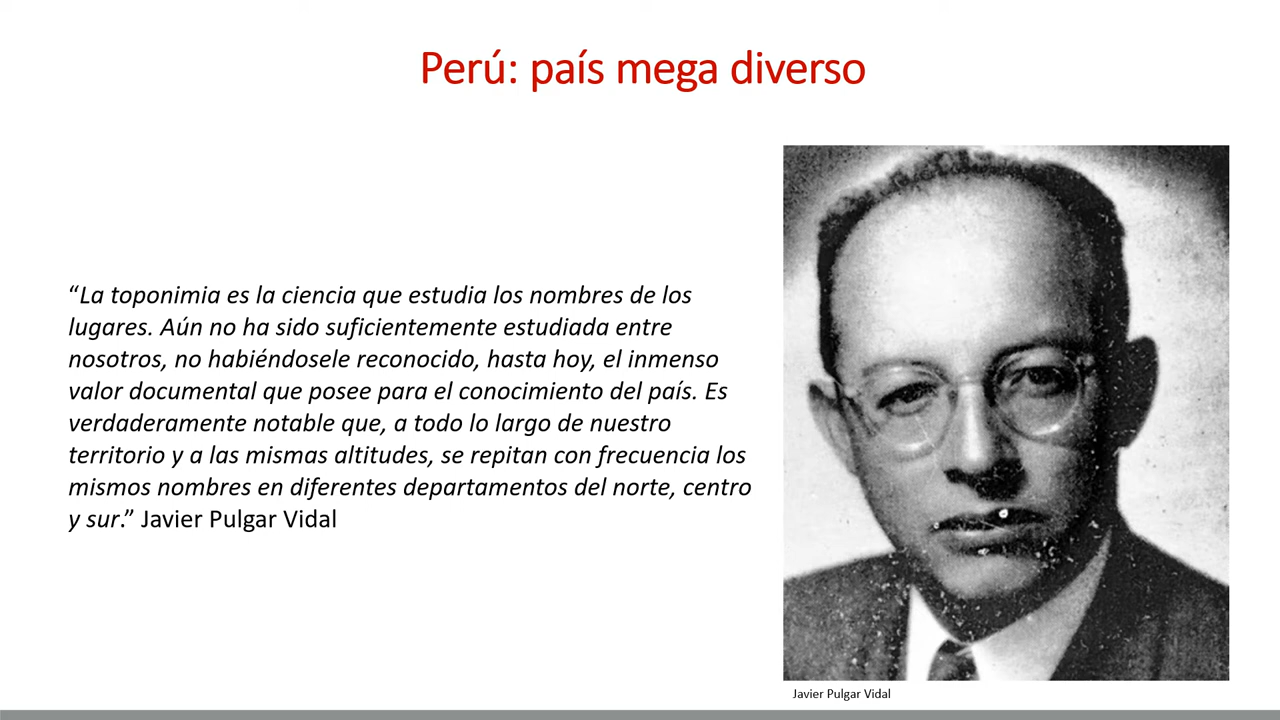 Perú: país mega diverso
“La toponimia es la ciencia que estudia los nombres de los
lugares. Aún no ha sido suficientemente estudiada entre
nosotros, no habiéndosele reconocido, hasta hoy, el inmenso
valor documental que posee para el conocimiento del país. Es
verdaderamente notable que, a todo lo largo de nuestro
territorio y a las mismas altitudes, se repitan con frecuencia los
mismos nombres en diferentes departamentos del norte, centro
y sur.” Javier Pulgar Vidal
Javier Pulgar Vidal